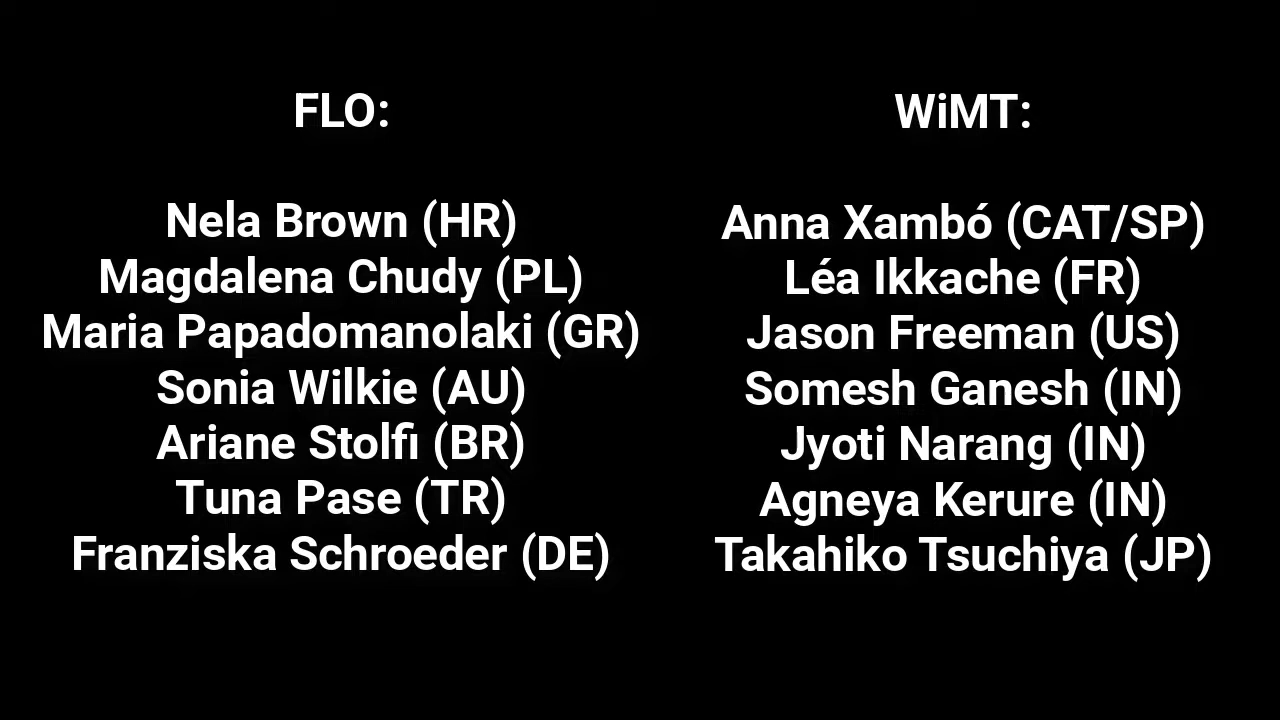 FLO:
Nela Brown (HR)
Magdalena Chudy (PL)
Maria Papadomanolaki (GR)
Sonia Wilkie (AU)
Ariane Stolfi (BR)
Tuna Pase (TR)
Franziska Schroeder (DE)
WiMT:
Anna Xambó (CAT/SP)
Léa Ikkache (FR)
Jason Freeman (US)
Somesh Ganesh (IN)
Jyoti Narang (IN)
Agneya Kerure (IN)
Takahiko Tsuchiya (JP)